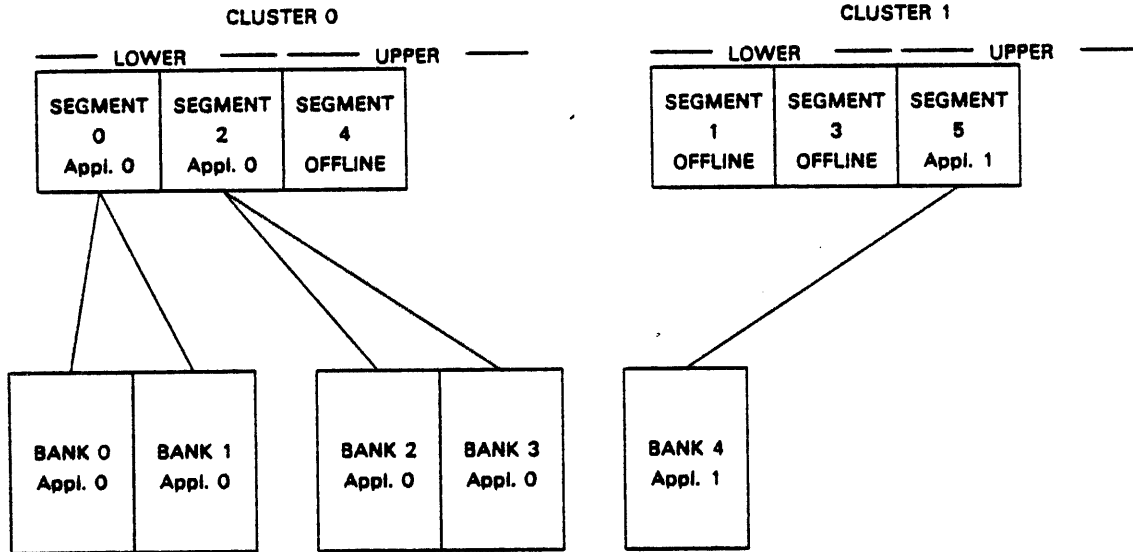 CLUSTER 0
LOWER UPPER
SEGMENT
0
Appl. 0
SEGMENT
2
Appl. 0
SEGMENT
4
OFFLINE
CLUSTER 1
LOWER UPPER
SEGMENT
1
OFFLINE
SEGMENT
3
OFFLINE
SEGMENT
5
Appl. 1
BANK 0
Appl. 0
BANK 1
Appl. 0
BANK 2
Appl. 0
BANK 3
Appl. 0
BANK 4
Appl. 1